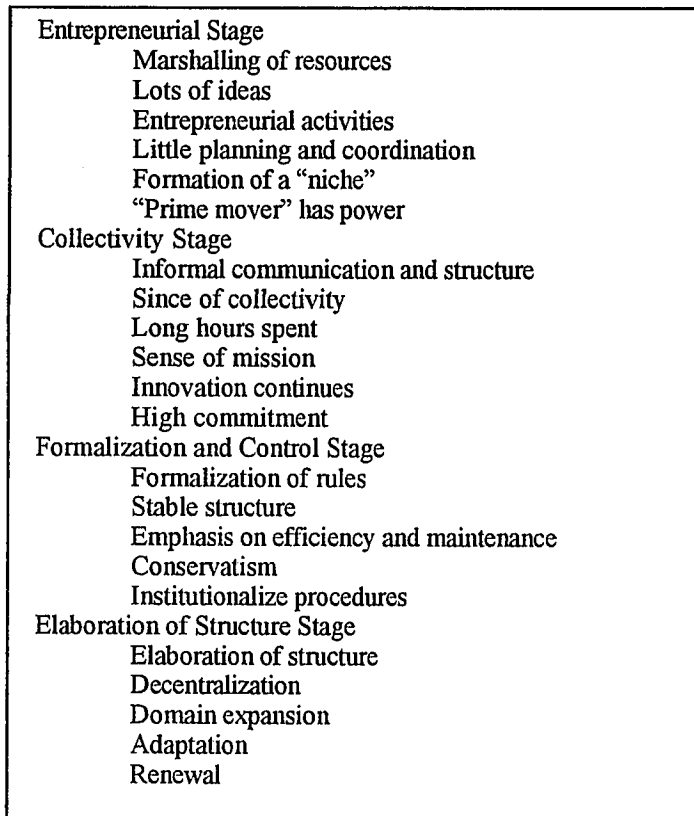 Entrepreneurial Stage
Marshalling of resources
Lots of ideas
Entrepreneurial activities
Little planning and coordination
Formation of a “niche”
“Prime mover” has power
Collectivity Stage
Informal communication and structure
Since of collectivity
Long hours spent
Sense of mission
Innovation continues
High commitment
Formalization and Control Stage
Formalization of rules
Stable structure
Emphasis on efficiency and maintenance
Conservatism
Institutionalize procedures
Elaboration of Structure Stage
Elaboration of structure
Decentralization
Domain expansion
Adaptation
Renewal